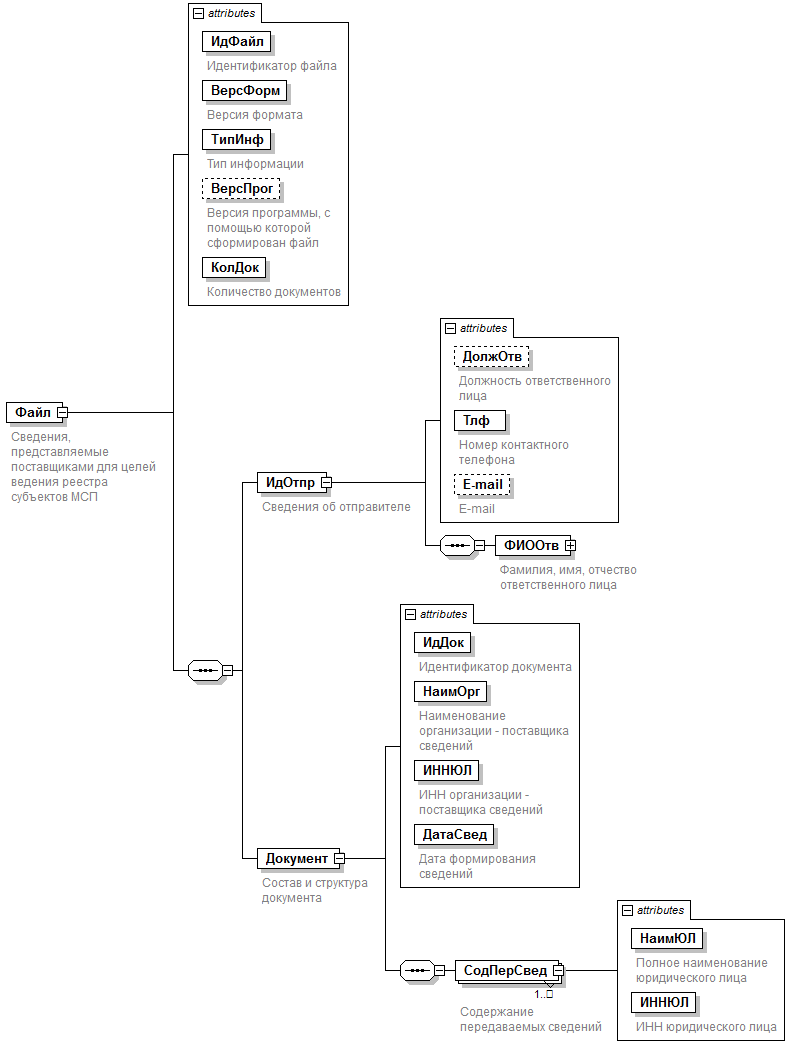 attributes
ИдФайл
Идентификатор файла
ВерсФорм
Версия формата
ТипИнф
Тип информации
ВерсПрог
Версия программы, с
помощью которой
сформирован файл
КолДок
Количество документов
Файл
Сведения,
представляемые
поставщиками для целей
ведения реестра
субъектов МСП
attributes
ДолжОтв
Должность ответственного
лица
Тлф
Номер контактного
телефона
E-mail
E-mail
ИдОтпр
Сведения об отправителе
ФИООтв
Фамилия, имя, отчество
ответственного лица
attributes
ИдДок
Идентификатор документа
НаимОрг
Наименование
организации - поставщика
сведений
ИННЮЛ
ИНН организации -
поставщика сведений
ДатаСвед
Дата формирования
сведений
Документ
Состав и структура
документа
СодПерСвед
1..
Содержание
передаваемых сведений
attributes
НаимЮЛ
Полное наименование
юридического лица
ИННЮЛ
ИНН юридического лица